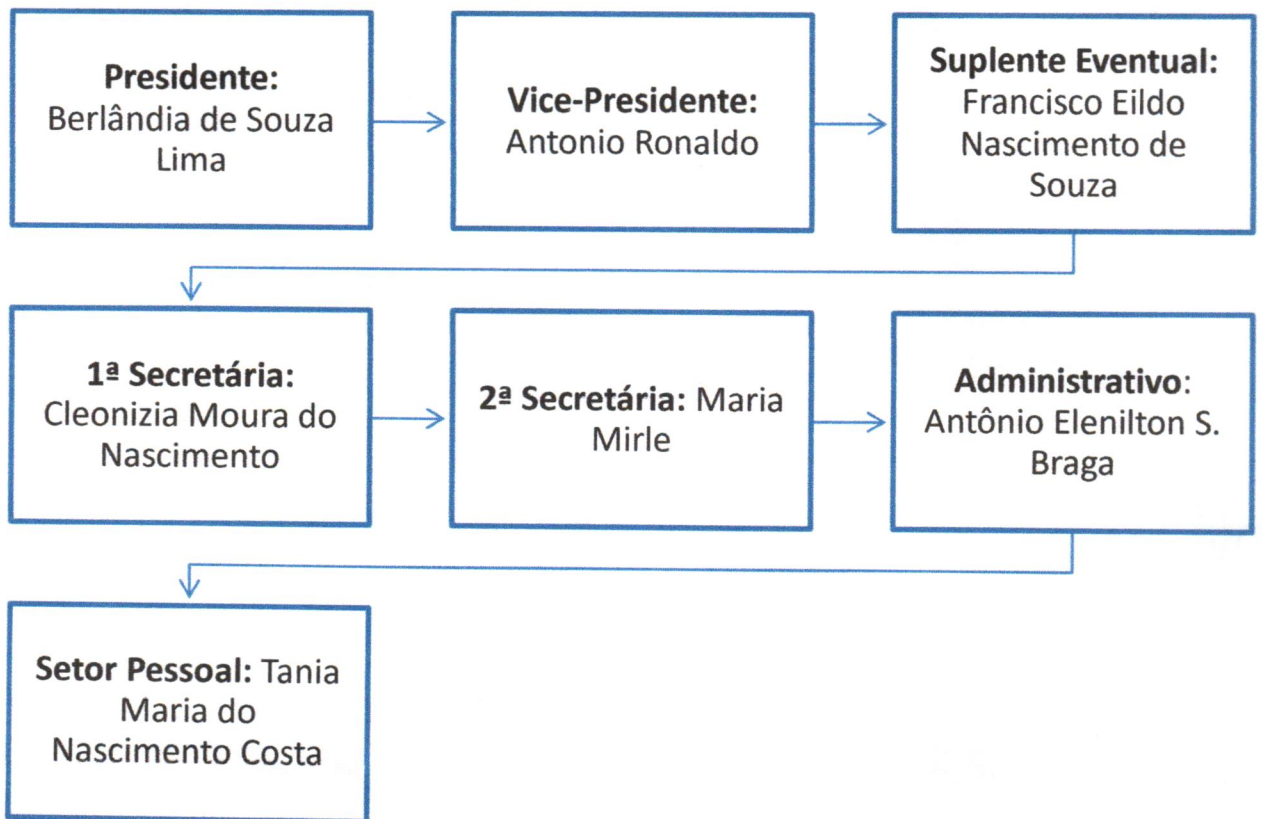 Presidente:
Berlândia de Souza
Lima
Vice-Presidente:
Antonio Ronaldo
Suplente Eventual:
Francisco Eildo
Nascimento de
Souza
1ª Secretária:
Cleonizia Moura do
Nascimento
2ª Secretária: Maria
Mirle
Administrativo:
Antônio Elenilton S.
Braga
Setor Pessoal: Tania
Maria do
Nascimento Costa